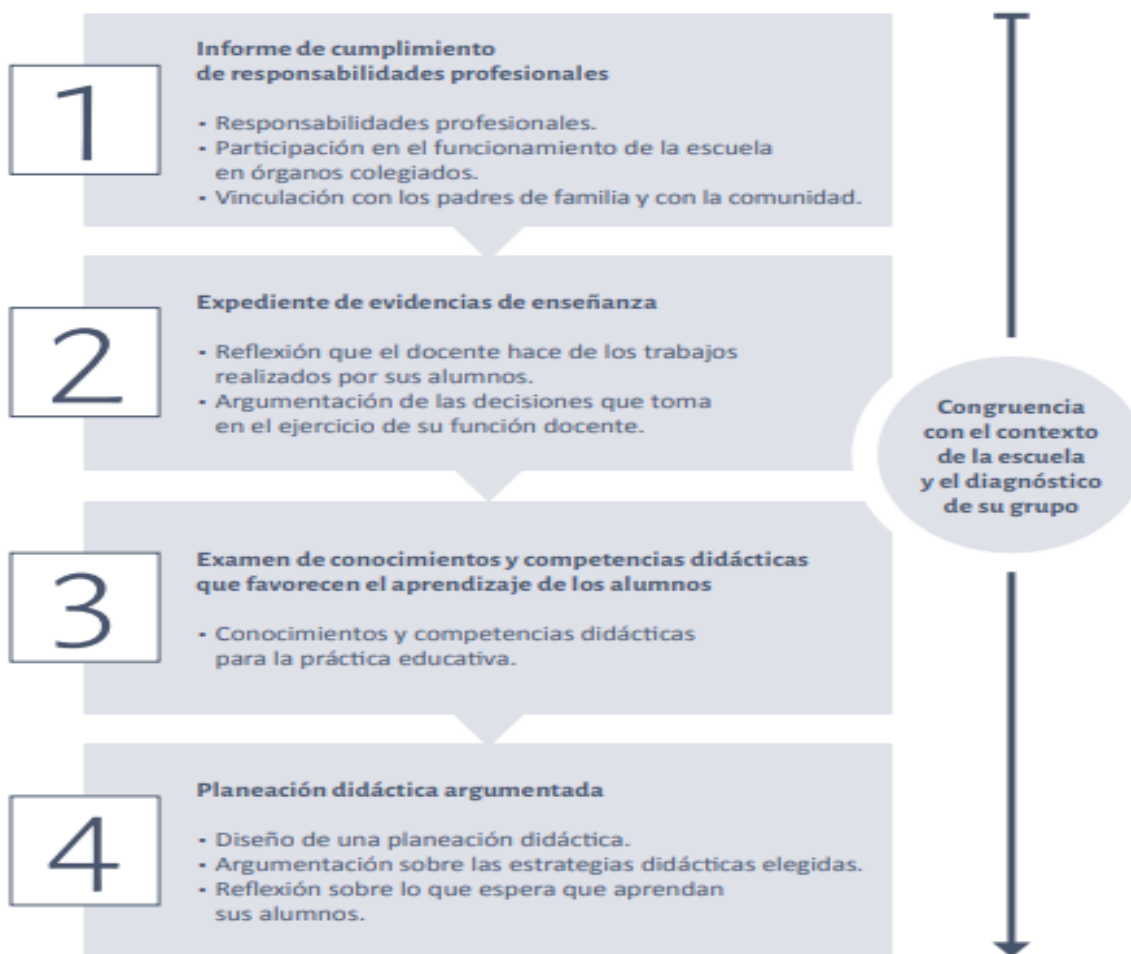 1
Informe de cumplimiento
de responsabilidades profesionales
- Responsabilidades profesionales.
- Participación en el funcionamiento de la escuela
en órganos colegiados.
- Vinculación con los padres de familia y con la comunidad.
2
Expediente de evidencias de enseñanza
- Reflexión que el docente hace de los trabajos
realizados por sus alumnos.
- Argumentación de las decisiones que toma
en el ejercicio de su función docente.
3
Examen de conocimientos y competencias didácticas
que favorecen el aprendizaje de los alumnos
- Conocimientos y competencias didácticas
para la práctica educativa.
4
Planeación didáctica argumentada
- Diseño de una planeación didáctica.
- Argumentación sobre las estrategias didácticas elegidas.
- Reflexión sobre lo que espera que aprendan
sus alumnos.
Congruencia
con el contexto
de la escuela
y el diagnóstico
de su grupo